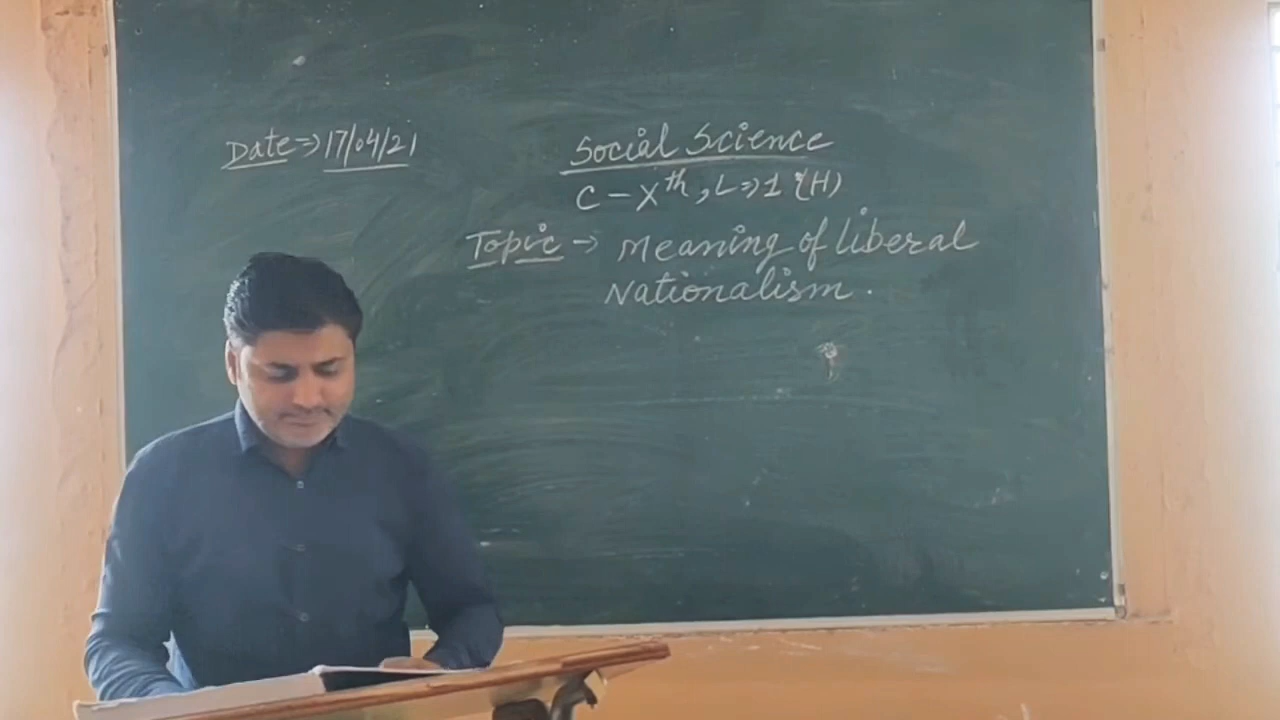 Date⇒17/04/21
Social Science
C-Xth, L⇒1 (H)
Topic → Meaning of liberal
Nationalism.